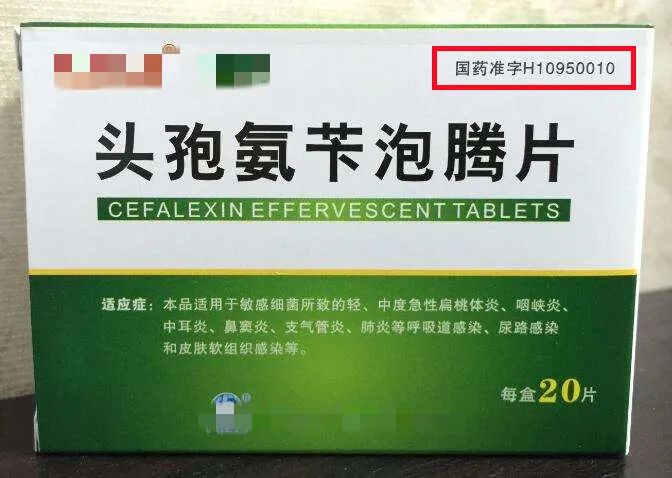 国药准字H10950010
头孢氨苄泡腾片
CEFALEXIN EFFERVESCENT TABLETS
适应症：本品适用于敏感细菌所致的轻、中度急性扁桃体炎、咽峡炎、
中耳炎、鼻窦炎、支气管炎、肺炎等呼吸道感染、尿路感染
和皮肤软组织感染等。
每盒20片